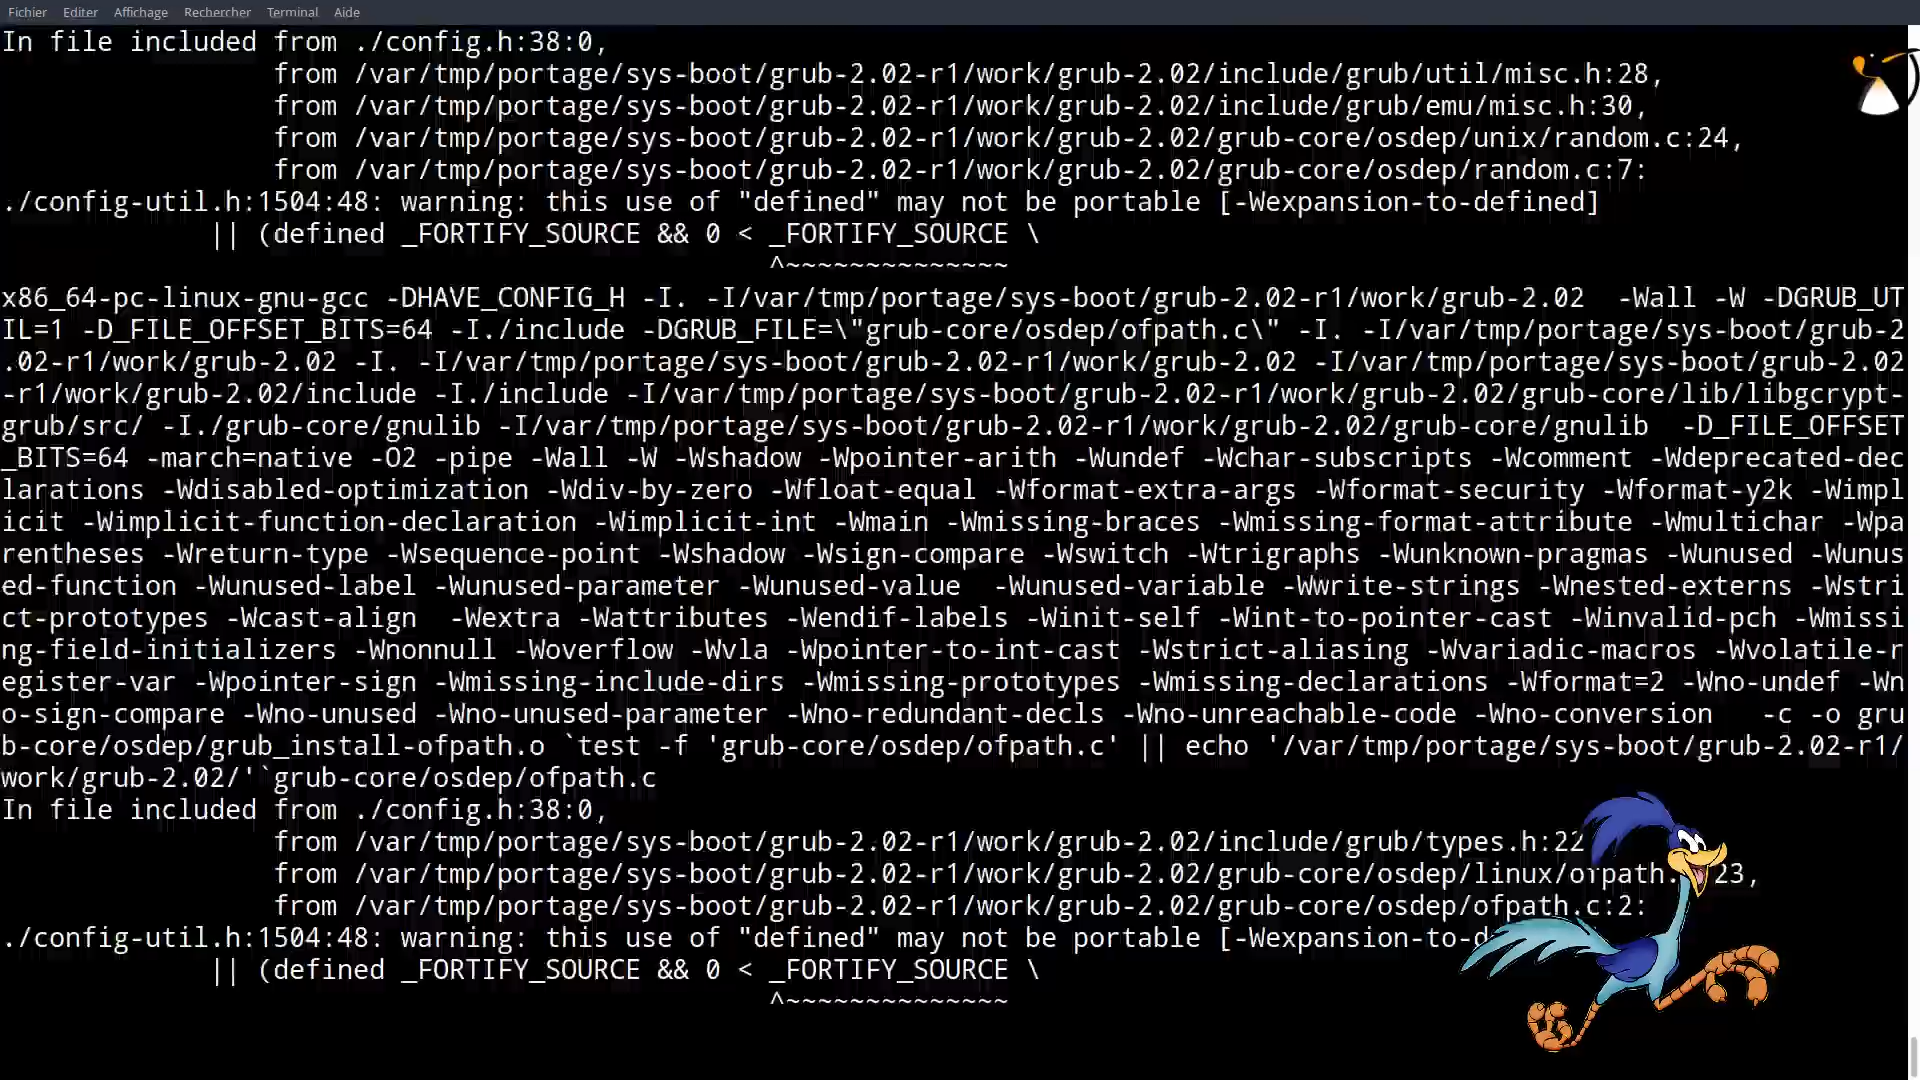 Fichier Editer Affichage Rechercher Terminal Aide
In file included from ./config.h:38:0,
                 from /var/tmp/portage/sys-boot/grub-2.02-r1/work/grub-2.02/include/grub/util/misc.h:28,
                 from /var/tmp/portage/sys-boot/grub-2.02-r1/work/grub-2.02/include/grub/emu/misc.h:30,
                 from /var/tmp/portage/sys-boot/grub-2.02-r1/work/grub-2.02/grub-core/osdep/unix/random.c:24,
                 from /var/tmp/portage/sys-boot/grub-2.02-r1/work/grub-2.02/grub-core/osdep/random.c:7:
./config-util.h:1504:48: warning: this use of "defined" may not be portable [-Wexpansion-to-defined]
             || (defined _FORTIFY_SOURCE && 0 < _FORTIFY_SOURCE \
                                                ^~~~~~~~~~~~~~~
x86_64-pc-linux-gnu-gcc -DHAVE_CONFIG_H -I. -I/var/tmp/portage/sys-boot/grub-2.02-r1/work/grub-2.02  -Wall -W -DGRUB_UT
IL=1 -D_FILE_OFFSET_BITS=64 -I./include -DGRUB_FILE=\"grub-core/osdep/ofpath.c\" -I. -I/var/tmp/portage/sys-boot/grub-2
.02-r1/work/grub-2.02 -I. -I/var/tmp/portage/sys-boot/grub-2.02-r1/work/grub-2.02 -I/var/tmp/portage/sys-boot/grub-2.02
-r1/work/grub-2.02/include -I./include -I/var/tmp/portage/sys-boot/grub-2.02-r1/work/grub-2.02/grub-core/lib/libgcrypt-
grub/src/ -I./grub-core/gnulib -I/var/tmp/portage/sys-boot/grub-2.02-r1/work/grub-2.02/grub-core/gnulib  -D_FILE_OFFSET
_BITS=64 -march=native -O2 -pipe -Wall -W -Wshadow -Wpointer-arith -Wundef -Wchar-subscripts -Wcomment -Wdeprecated-dec
larations -Wdisabled-optimization -Wdiv-by-zero -Wfloat-equal -Wformat-extra-args -Wformat-security -Wformat-y2k -Wimpl
icit -Wimplicit-function-declaration -Wimplicit-int -Wmain -Wmissing-braces -Wmissing-format-attribute -Wmultichar -Wpa
rentheses -Wreturn-type -Wsequence-point -Wshadow -Wsign-compare -Wswitch -Wtrigraphs -Wunknown-pragmas -Wunused -Wunus
ed-function -Wunused-label -Wunused-parameter -Wunused-value  -Wunused-variable -Wwrite-strings -Wnested-externs -Wstri
ct-prototypes -Wcast-align  -Wextra -Wattributes -Wendif-labels -Winit-self -Wint-to-pointer-cast -Winvalid-pch -Wmissi
ng-field-initializers -Wnonnull -Woverflow -Wvla -Wpointer-to-int-cast -Wstrict-aliasing -Wvariadic-macros -Wvolatile-r
egister-var -Wpointer-sign -Wmissing-include-dirs -Wmissing-prototypes -Wmissing-declarations -Wformat=2 -Wno-undef -Wn
o-sign-compare -Wno-unused -Wno-unused-parameter -Wno-redundant-decls -Wno-unreachable-code -Wno-conversion   -c -o gru
b-core/osdep/grub_install-ofpath.o `test -f 'grub-core/osdep/ofpath.c' || echo '/var/tmp/portage/sys-boot/grub-2.02-r1/
work/grub-2.02/'`grub-core/osdep/ofpath.c
In file included from ./config.h:38:0,
                 from /var/tmp/portage/sys-boot/grub-2.02-r1/work/grub-2.02/include/grub/types.h:22
                 from /var/tmp/portage/sys-boot/grub-2.02-r1/work/grub-2.02/grub-core/osdep/linux/ofpath. 23,
                 from /var/tmp/portage/sys-boot/grub-2.02-r1/work/grub-2.02/grub-core/osdep/ofpath.c:2:
./config-util.h:1504:48: warning: this use of "defined" may not be portable [-Wexpansion-to-d
             || (defined _FORTIFY_SOURCE && 0 < _FORTIFY_SOURCE \
                                                ^~~~~~~~~~~~~~~